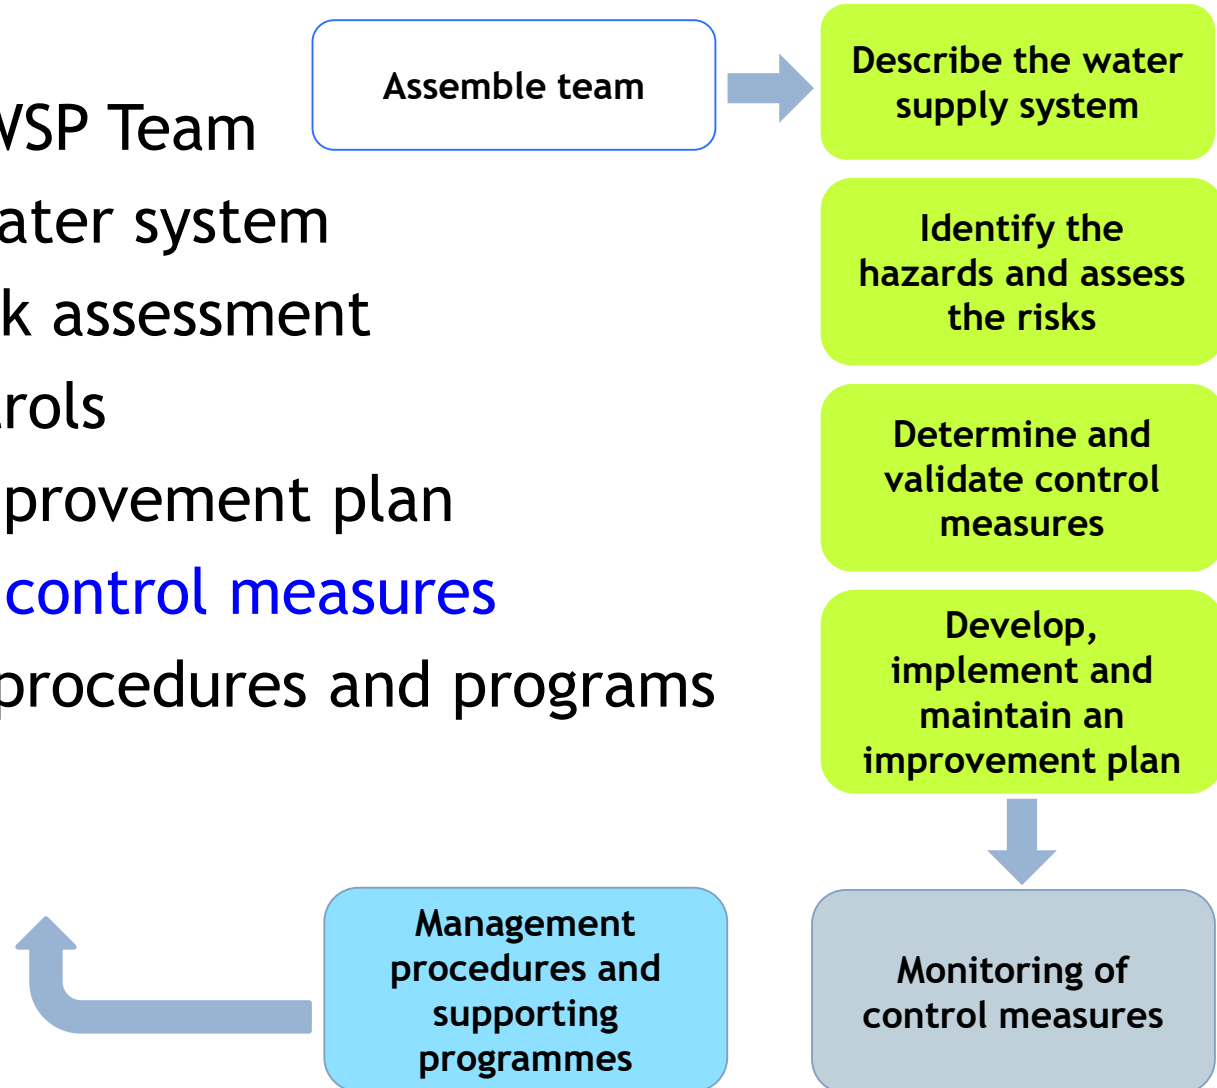 WSP Team
ater system
k assessment
rols
provement plan
control measures
procedures and programs
Assemble team
Describe the water
supply system
Identify the
hazards and assess
the risks
Determine and
validate control
measures
Develop,
implement and
maintain an
improvement plan
Monitoring of
control measures
Management
procedures and
supporting
programmes